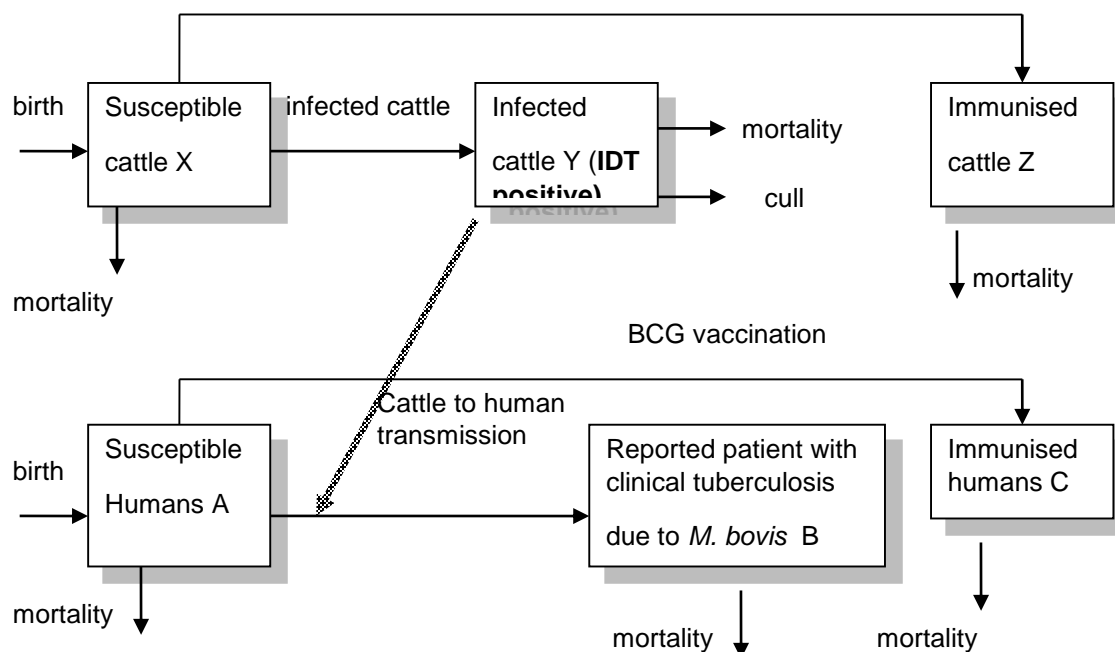 birth
Susceptible
cattle X
infected cattle
Infected
cattle Y (IDT
positive)
mortality
cull
Immunised
cattle Z
mortality
mortality
BCG vaccination
Cattle to human
transmission
birth
Susceptible
Humans A
Reported patient with
clinical tuberculosis
due to M. bovis B
Immunised
humans C
mortality
mortality
mortality